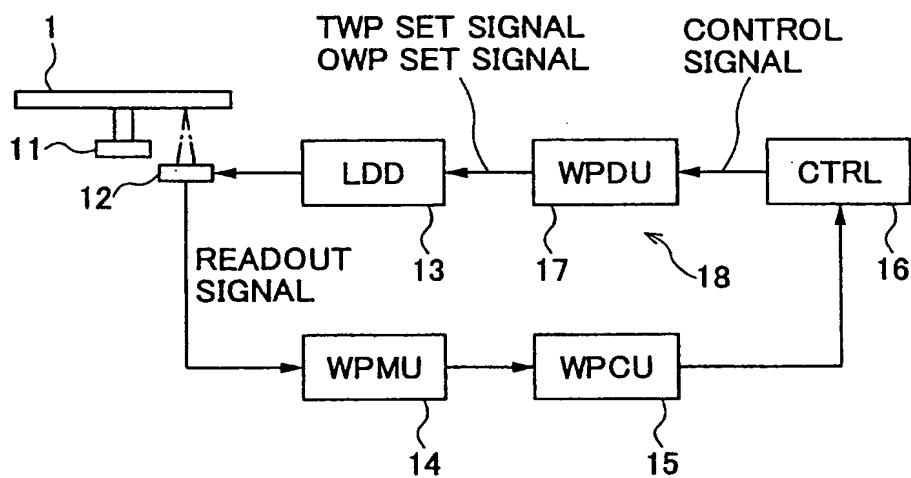 1
TWP SET SIGNAL
OWP SET SIGNAL
CONTROL
SIGNAL
11
12
LDD
WPDU
CTRL
13
17
18
16
READOUT
SIGNAL
WPMU
WPCU
14
15